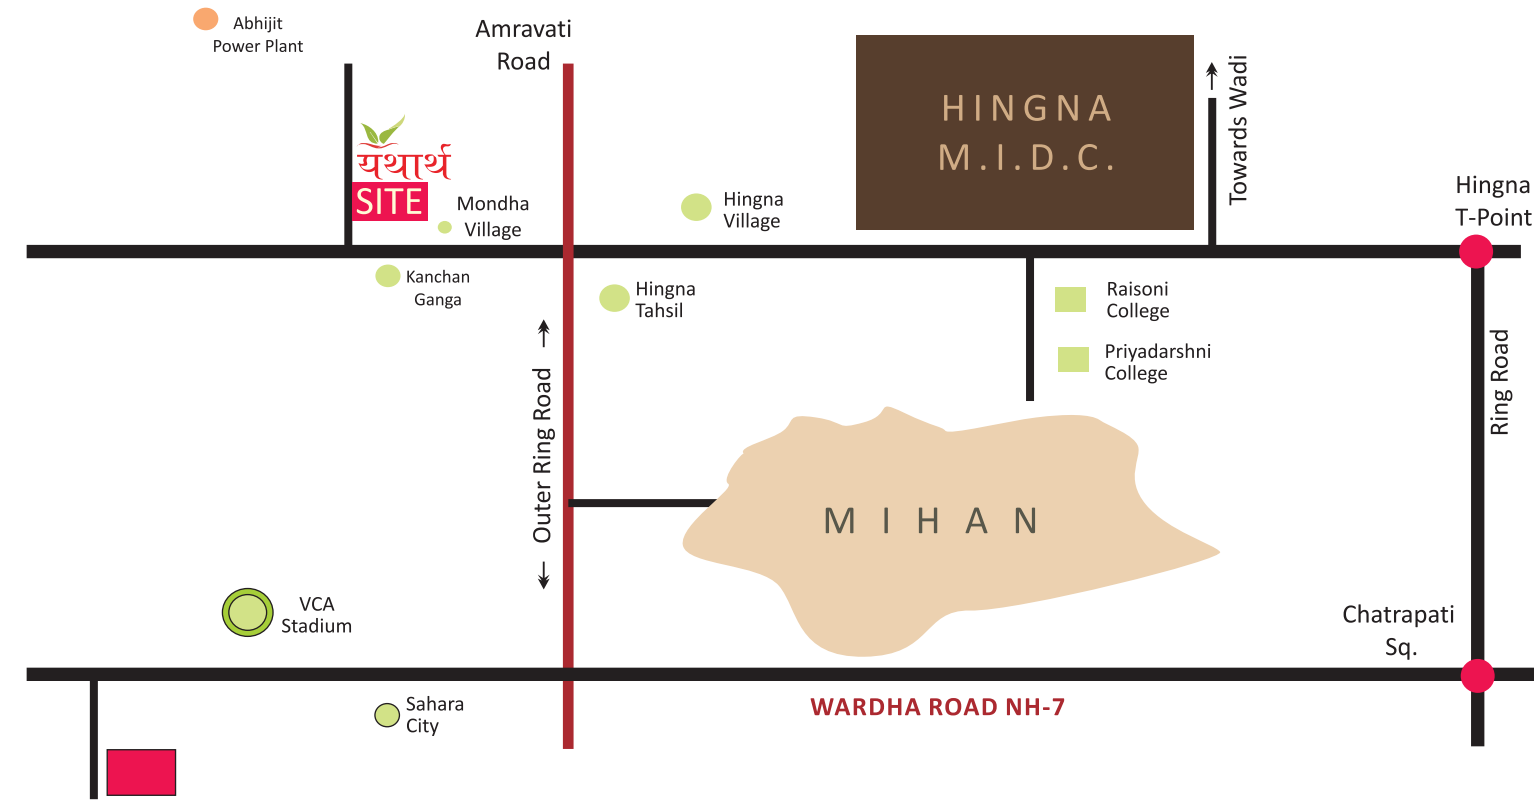 Abhijit
Power Plant
Amravati
Road
HINGNA
M.I.D.C.
Towards Wadi
यथार्थ
SITE
Mondha
Village
Hingna
Village
Hingna
T-Point
Kanchan
Ganga
Hingna
Tahsil
Raisoni
College
Priyadarshni
College
Outer Ring Road
Ring Road
MIHAN
VCA
Stadium
Chatrapati
Sq.
Sahara
City
WARDHA ROAD NH-7